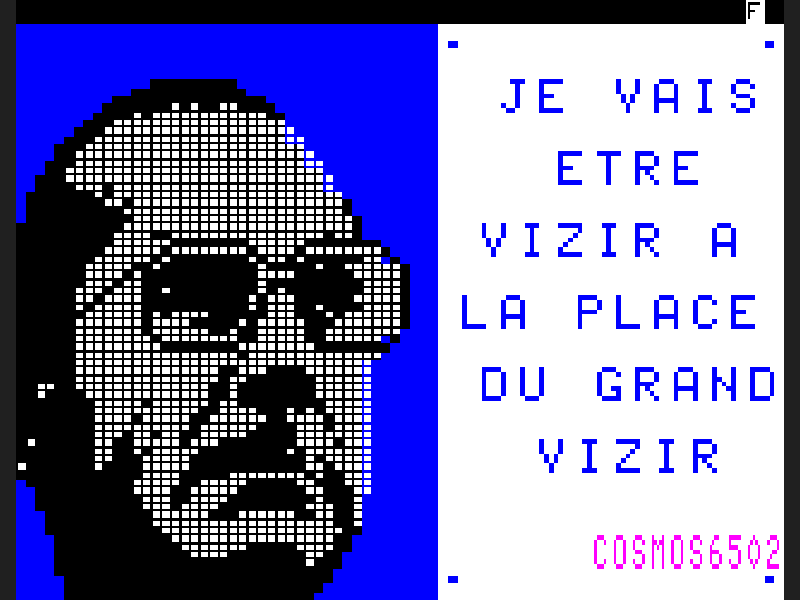 F
JE VAIS
ETRE
VIZIR A
LA PLACE
DU GRAND
VIZIR
COSMOS6502